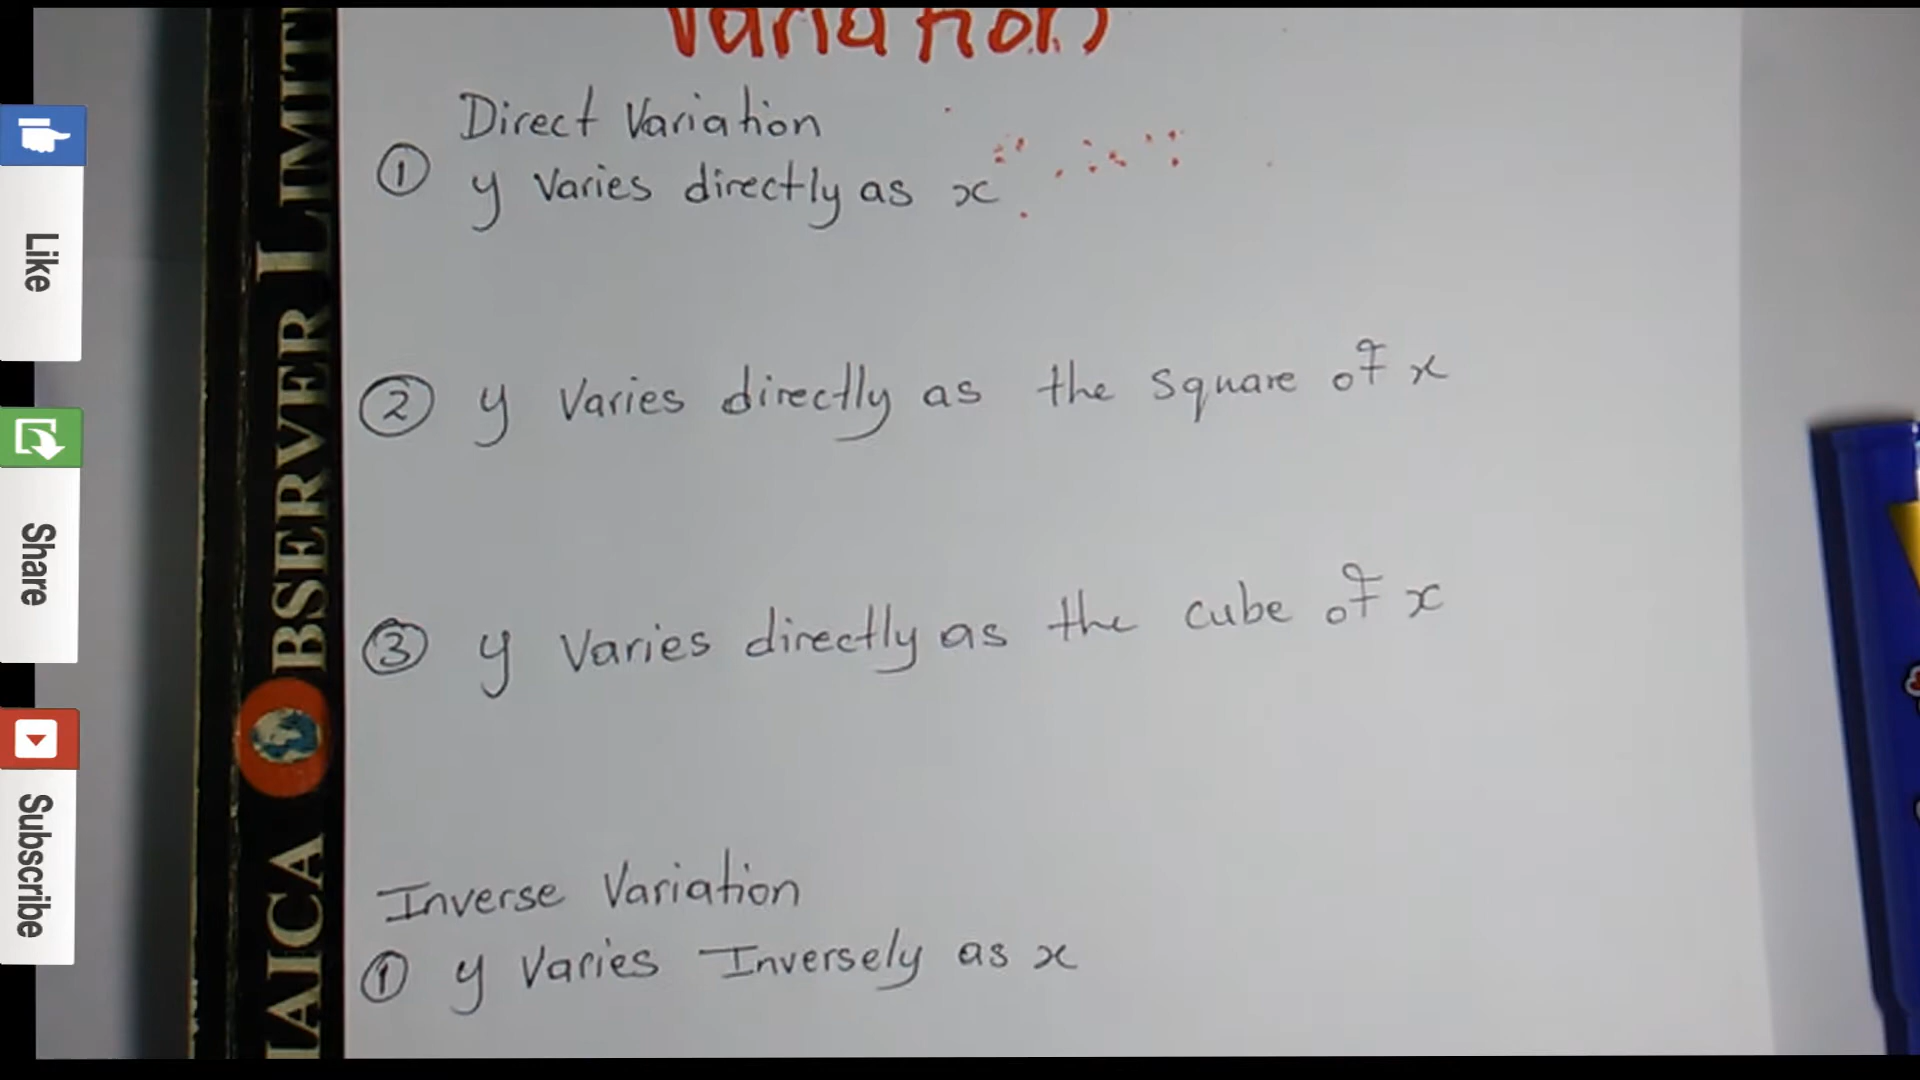 Variation
Direct Variation
① y varies directly as x
② y varies directly as the square of x
③ y varies directly as the cube of x
Inverse Variation
① y varies Inversely as x
Like
Share
Subscribe
AICA OBSERVER LIMIT